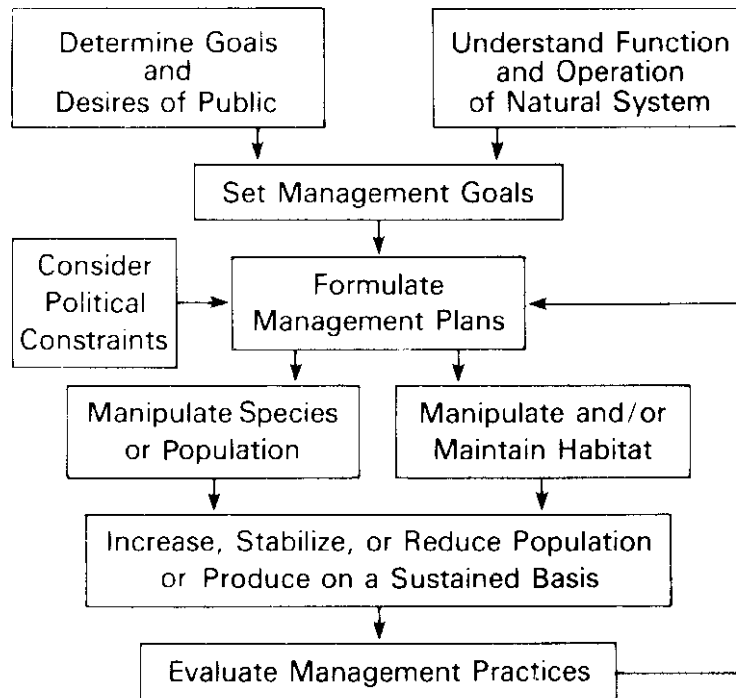 Determine Goals
and
Desires of Public
Understand Function
and Operation
of Natural System
Set Management Goals
Consider
Political
Constraints
Formulate
Management Plans
Manipulate Species
or Population
Manipulate and/or
Maintain Habitat
Increase, Stabilize, or Reduce Population
or Produce on a Sustained Basis
Evaluate Management Practices